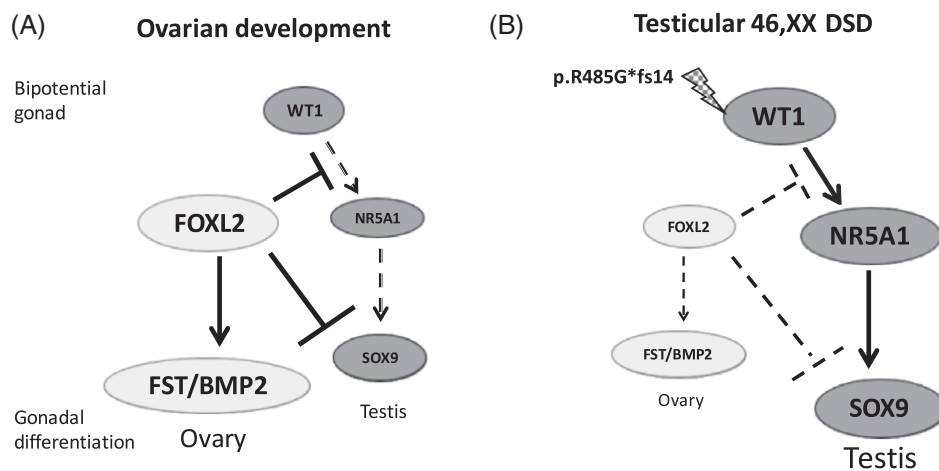 (A)
Ovarian development
Bipotential
gonad
WT1
FOXL2
NR5A1
FST/BMP2
SOX9
Testis
Gonadal
differentiation
Ovary
(B)
Testicular 46,XX DSD
p.R485G*fs14
WT1
FOXL2
NR5A1
FST/BMP2
Ovary
SOX9
Testis